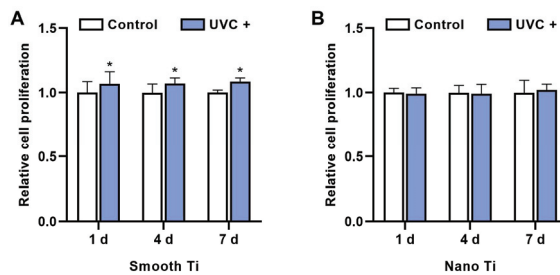 A
Control
UVC +
Relative cell proliferation
1.5
1.0
0.5
0.0
*
*
*
1 d
4 d
7 d
Smooth Ti
B
Control
UVC +
Relative cell proliferation
1.5
1.0
0.5
0.0
1 d
4 d
7 d
Nano Ti